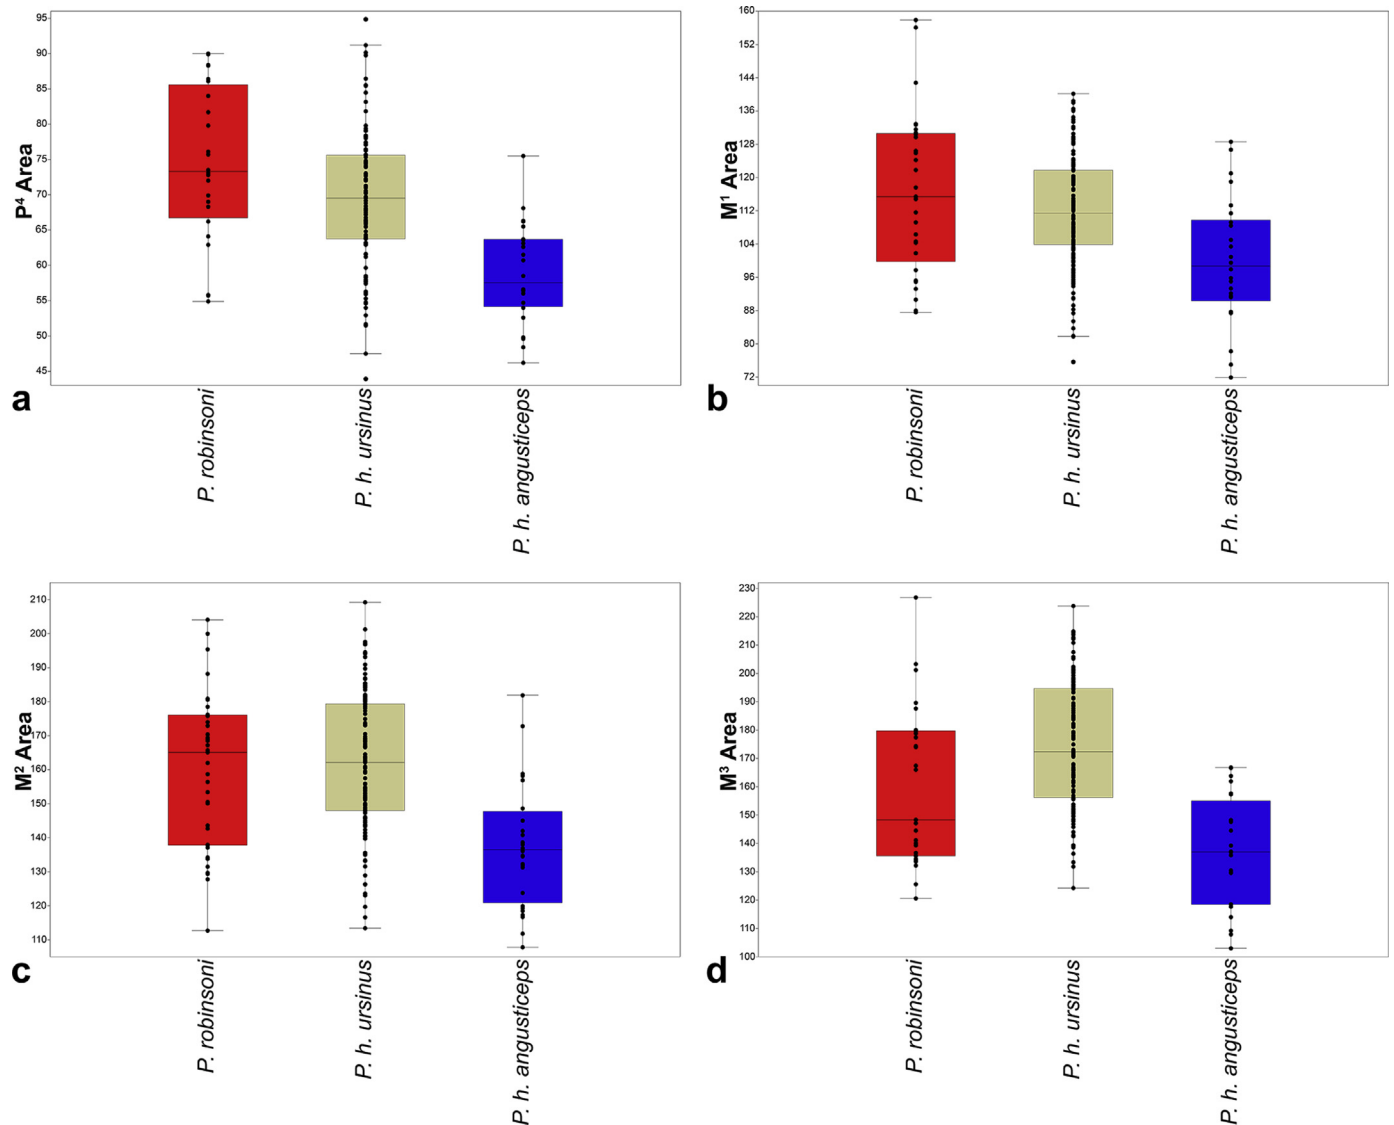 95
90
85
80
75
70
65
60
55
50
45
P⁴ Area
a
P. robinsoni
P. h. ursinus
P. h. angusticeps
160
152
144
136
128
120
112
104
96
88
80
72
M¹ Area
b
P. robinsoni
P. h. ursinus
P. h. angusticeps
210
200
190
180
170
160
150
140
130
120
110
M² Area
c
P. robinsoni
P. h. ursinus
P. h. angusticeps
230
220
210
200
190
180
170
160
150
140
130
120
110
100
M³ Area
d
P. robinsoni
P. h. ursinus
P. h. angusticeps